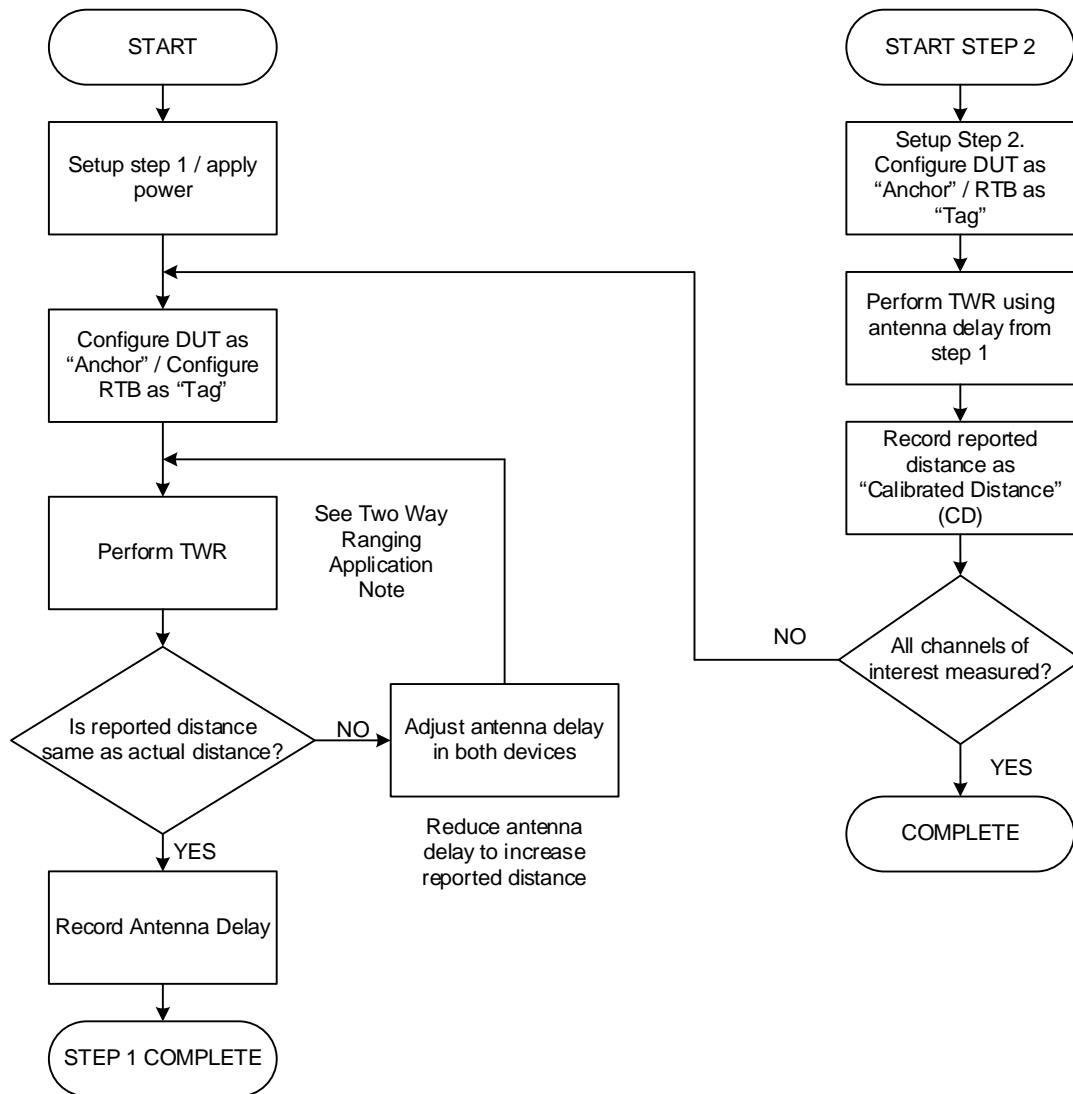 START
Setup step 1 / apply
power
Configure DUT as
“Anchor” / Configure
RTB as “Tag”
Perform TWR
See Two Way
Ranging
Application
Note
Is reported distance
same as actual distance?
NO
Adjust antenna delay
in both devices
Reduce antenna
delay to increase
reported distance
YES
Record Antenna Delay
STEP 1 COMPLETE
START STEP 2
Setup Step 2.
Configure DUT as
“Anchor” / RTB as
“Tag”
Perform TWR using
antenna delay from
step 1
Record reported
distance as
“Calibrated Distance”
(CD)
All channels of
interest measured?
NO
YES
COMPLETE